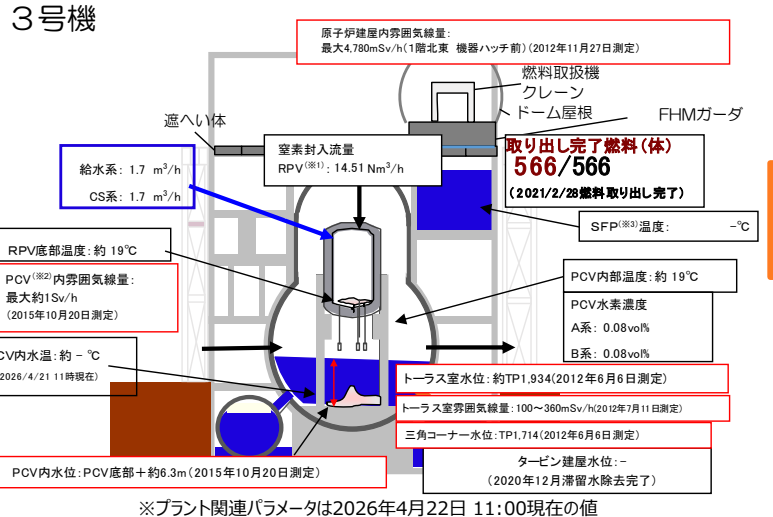 3号機
原子炉建屋内雰囲気線量:
最大4,780mSv/h(1階北東 機器ハッチ前)(2012年11月27日測定)
燃料取扱機
クレーン
ドーム屋根
FHMガーダ
遮へい体
窒素封入流量
RPV(※1): 14.51 Nm3/h
給水系: 1.7 m3/h
CS系: 1.7 m3/h
取り出し完了燃料(体)
566/566
(2021/2/28燃料取り出し完了)
SFP(※3)温度: -℃
RPV底部温度:約 19℃
PCV(※2)内雰囲気線量:
最大約1Sv/h
(2015年10月20日測定)
PCV内部温度:約 19℃
PCV水素濃度
A系: 0.08vol%
B系: 0.08vol%
CV内水温:約 - ℃
2026/4/21 11時現在)
トーラス室水位:約TP1,934(2012年6月6日測定)
トーラス室雰囲気線量:100～360mSv/h(2012年7月11日測定)
三角コーナー水位:TP1,714(2012年6月6日測定)
PCV内水位:PCV底部+約6.3m(2015年10月20日測定)
タービン建屋水位:-
(2020年12月滞留水除去完了)
※プラント関連パラメータは2026年4月22日 11:00現在の値